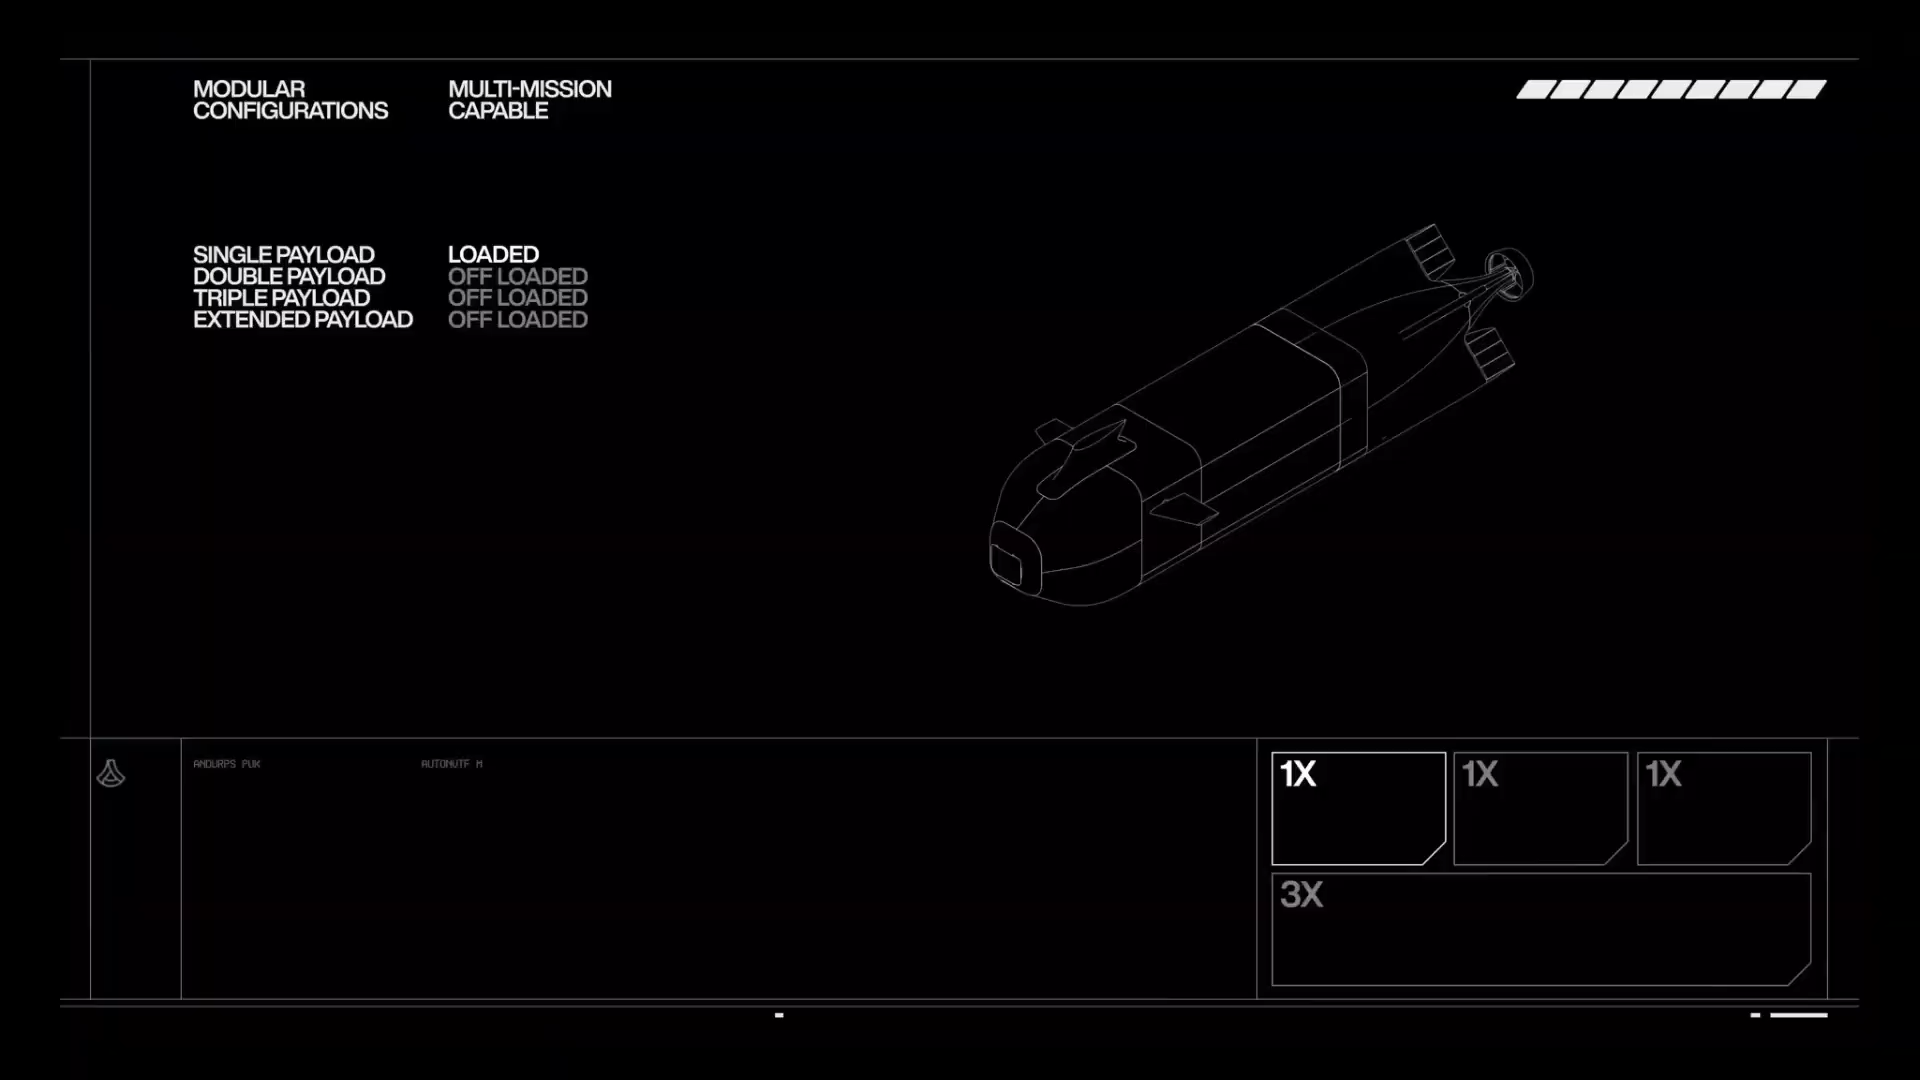 MODULAR
CONFIGURATIONS
MULTI-MISSION
CAPABLE
SINGLE PAYLOAD LOADED
DOUBLE PAYLOAD OFF LOADED
TRIPLE PAYLOAD OFF LOADED
EXTENDED PAYLOAD OFF LOADED
1X 1X 1X
3X